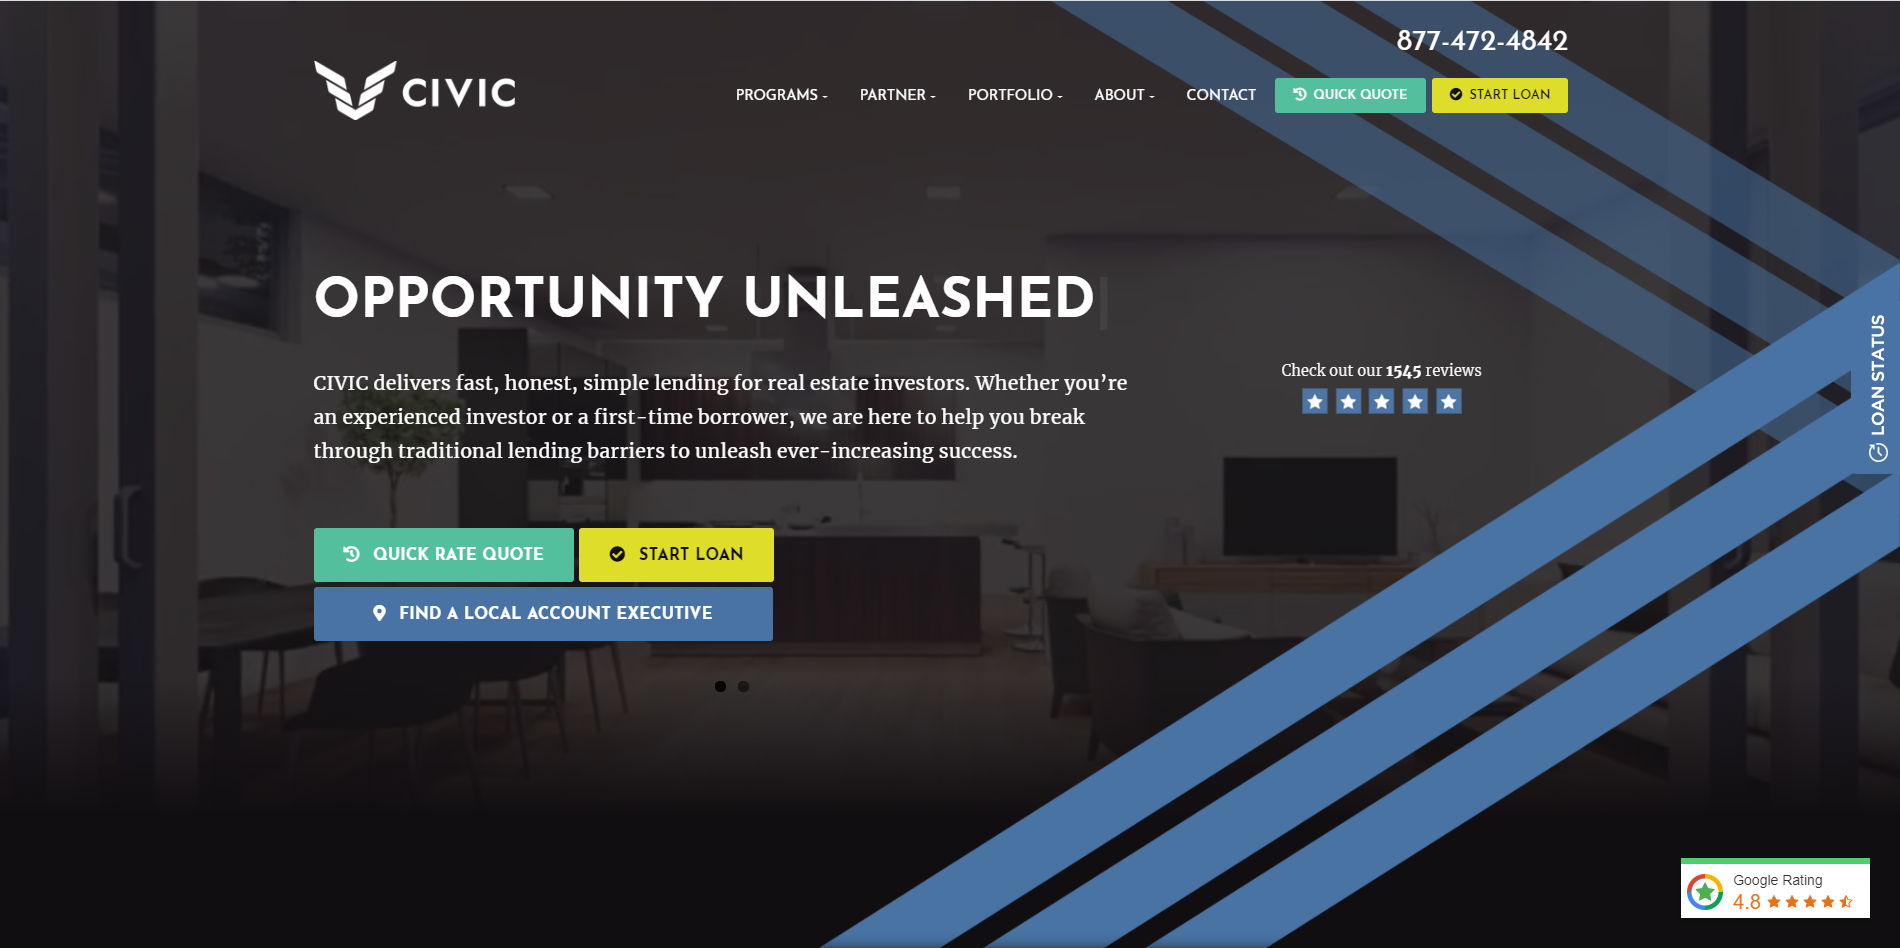 877-472-4842
CIVIC
PROGRAMS
PARTNER
PORTFOLIO
ABOUT
CONTACT
QUICK QUOTE
START LOAN
OPPORTUNITY UNLEASHED
CIVIC delivers fast, honest, simple lending for real estate investors. Whether you’re
an experienced investor or a first-time borrower, we are here to help you break
through traditional lending barriers to unleash ever-increasing success.
Check out our 1545 reviews
LOAN STATUS
QUICK RATE QUOTE
START LOAN
FIND A LOCAL ACCOUNT EXECUTIVE
Google Rating
4.8